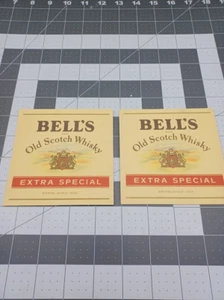 BELL'S
Old Scotch Whisky
EXTRA SPECIAL
BELL'S
Old Scotch Whisky
EXTRA SPECIAL